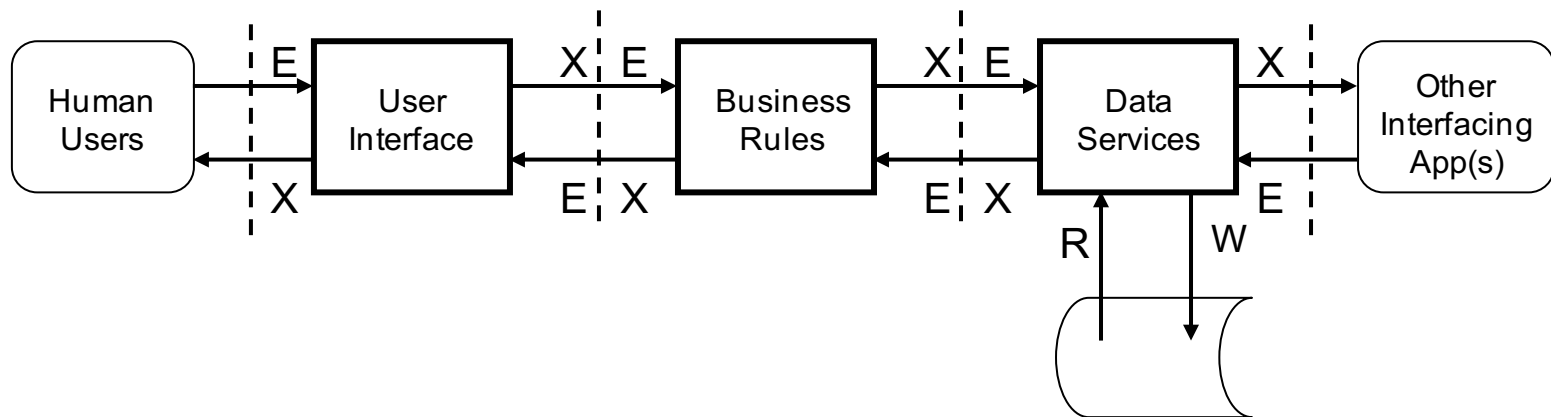 E
X E
X E
X
Human
Users
User
Interface
Business
Rules
Data
Services
Other
Interfacing
App(s)
X
E X
E X
E
R
W